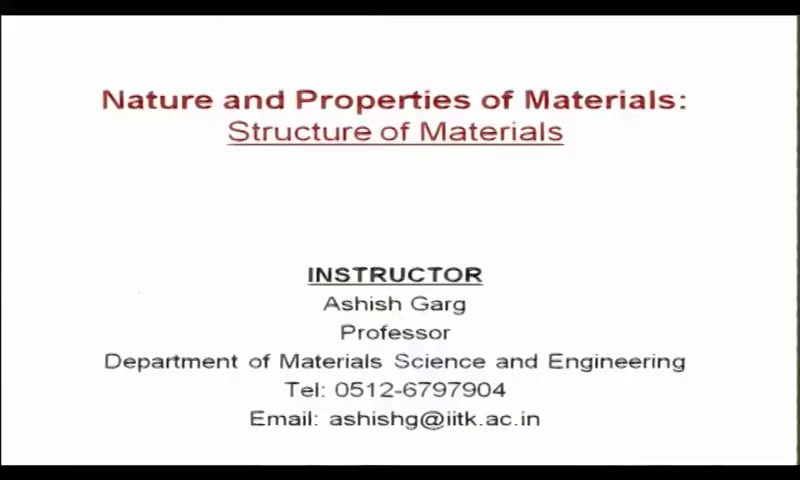 Nature and Properties of Materials:
Structure of Materials
INSTRUCTOR
Ashish Garg
Professor
Department of Materials Science and Engineering
Tel: 0512-6797904
Email: ashishg@iitk.ac.in